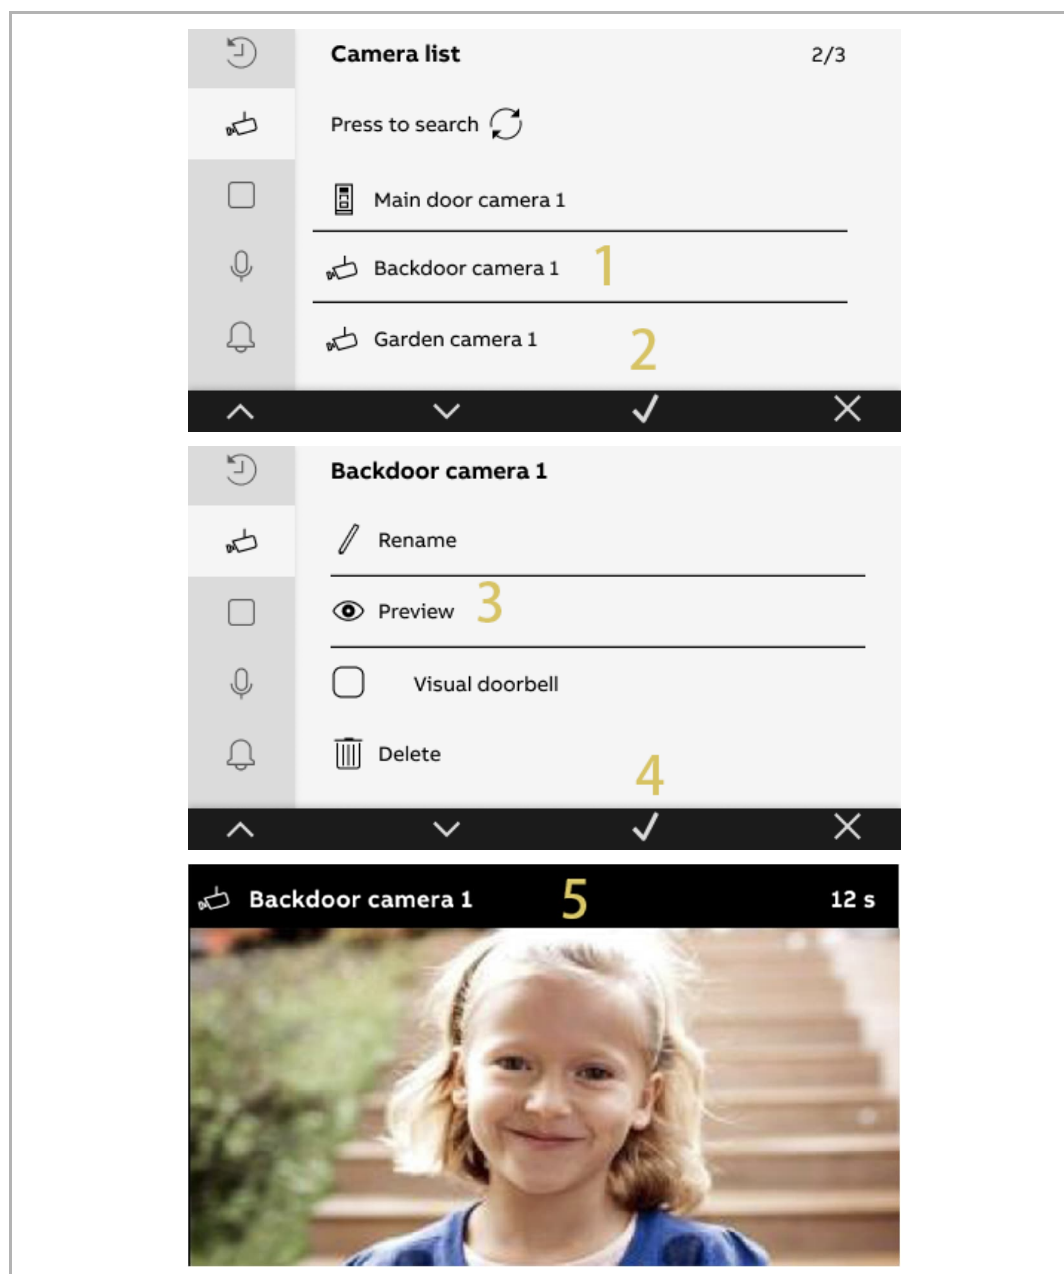 Camera list 2/3
Press to search
Main door camera 1
Backdoor camera 1 1
Garden camera 1 2
Backdoor camera 1
Rename
Preview 3
Visual doorbell
Delete
4
Backdoor camera 1 5 12 s